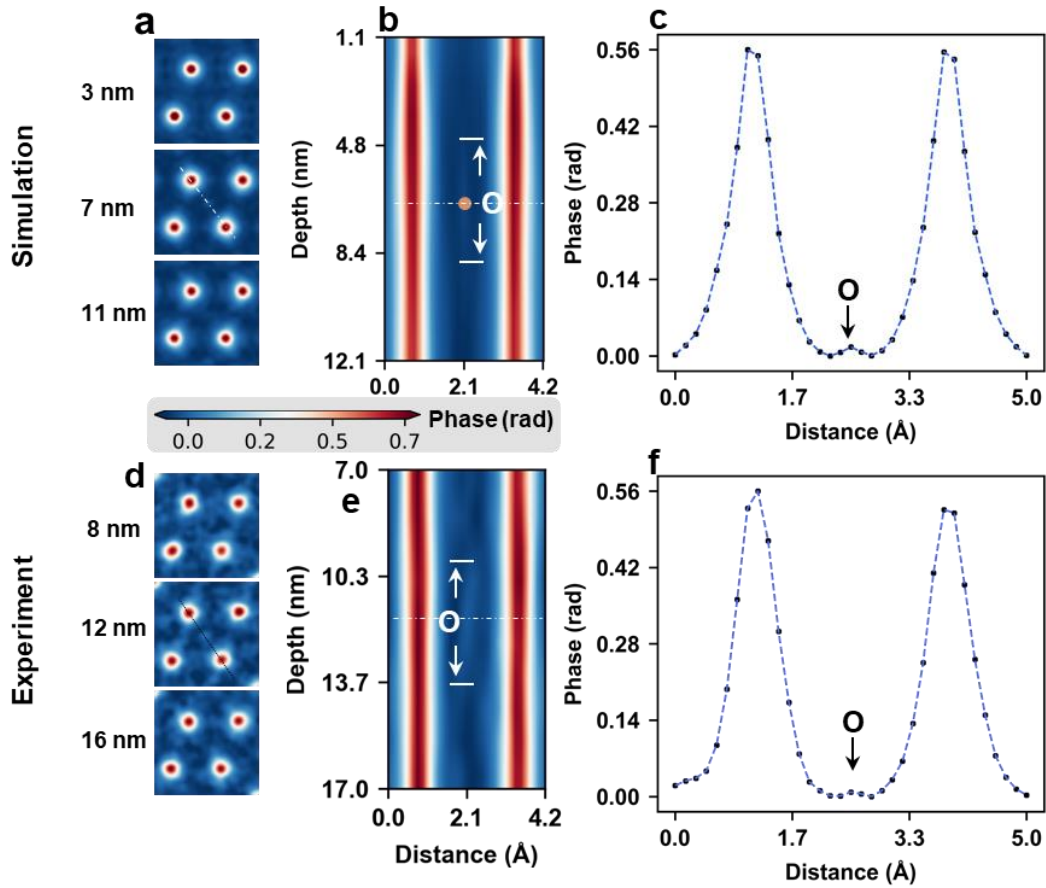 Simulation
a
3 nm
7 nm
11 nm
b
1.1
4.8
8.4
12.1
Depth (nm)
O
0.0 2.1 4.2
c
0.56
0.42
0.28
0.14
0.00
Phase (rad)
O
0.0 1.7 3.3 5.0
Distance (Å)
Phase (rad)
0.0 0.2 0.5 0.7
Experiment
d
8 nm
12 nm
16 nm
e
7.0
10.3
13.7
17.0
Depth (nm)
O
0.0 2.1 4.2
Distance (Å)
f
0.56
0.42
0.28
0.14
0.00
Phase (rad)
O
0.0 1.7 3.3 5.0
Distance (Å)